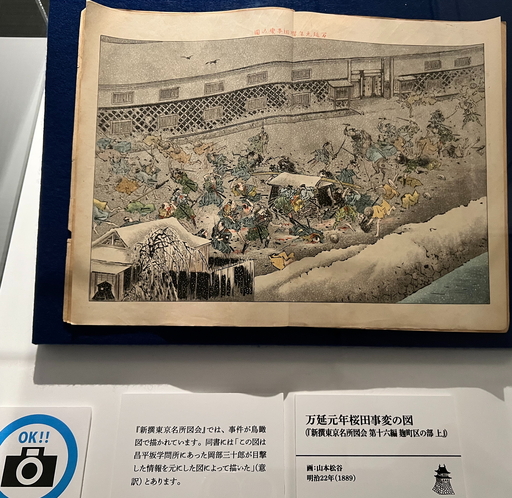 OK!!
『新撰東京名所図会』では、事件が鳥瞰
図で描かれています。同書には「この図は
昌平坂学問所にあった岡部三十郎が目撃
した情報を元にした図によって描いた」(意
訳)とあります。
万延元年桜田事変の図
(『新撰東京名所図会 第十六編 麹町区の部 上』)
画:山本松谷
明治22年(1889)